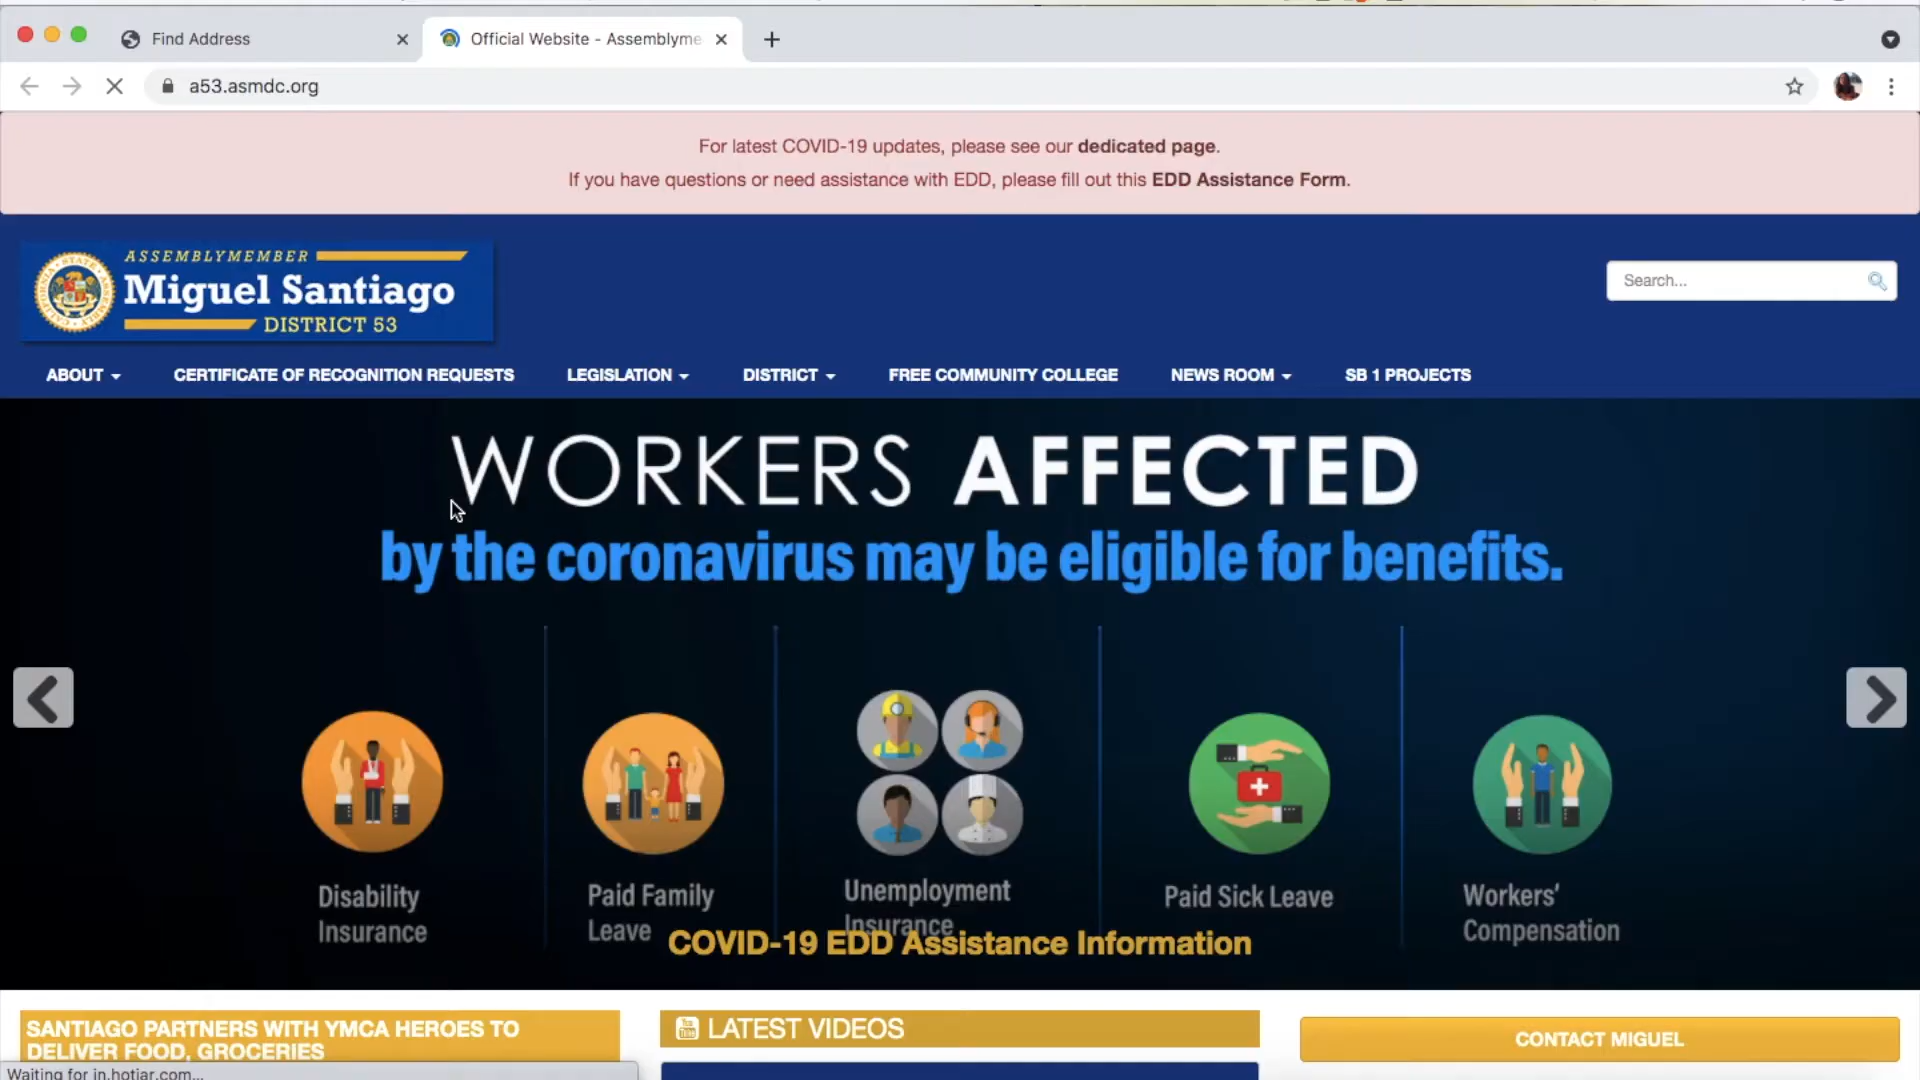 Find Address
Official Website - Assemblyme
a53.asmdc.org
For latest COVID-19 updates, please see our dedicated page.
If you have questions or need assistance with EDD, please fill out this EDD Assistance Form.
ASSEMBLYMEMBER
Miguel Santiago
DISTRICT 53
Search...
ABOUT
CERTIFICATE OF RECOGNITION REQUESTS
LEGISLATION
DISTRICT
FREE COMMUNITY COLLEGE
NEWS ROOM
SB 1 PROJECTS
WORKERS AFFECTED
by the coronavirus may be eligible for benefits.
Disability
Insurance
Paid Family
Leave
Unemployment
Insurance
Paid Sick Leave
Workers'
Compensation
COVID-19 EDD Assistance Information
SANTIAGO PARTNERS WITH YMCA HEROES TO
DELIVER FOOD, GROCERIES
LATEST VIDEOS
CONTACT MIGUEL
Waiting for in.hotjar.com...